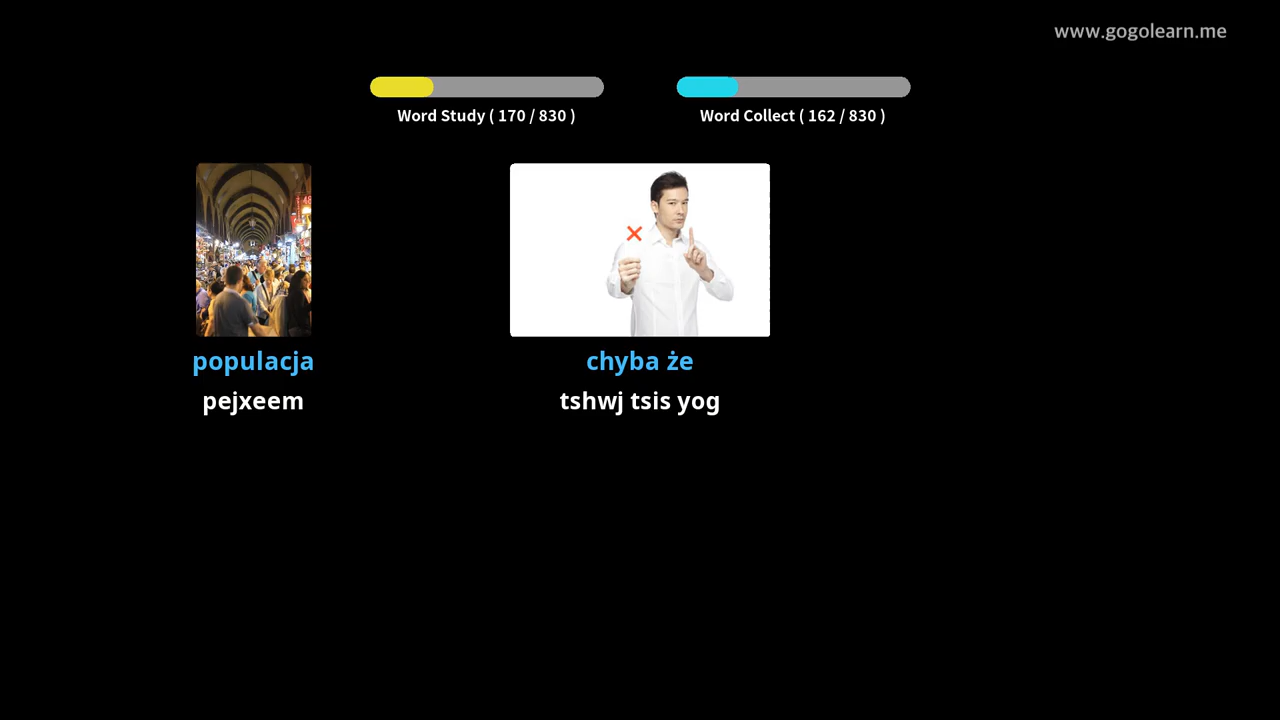 www.gogolearn.me
Word Study ( 170 / 830 )
Word Collect ( 162 / 830 )
populacja
pejxeem
chyba że
tshwj tsis yog